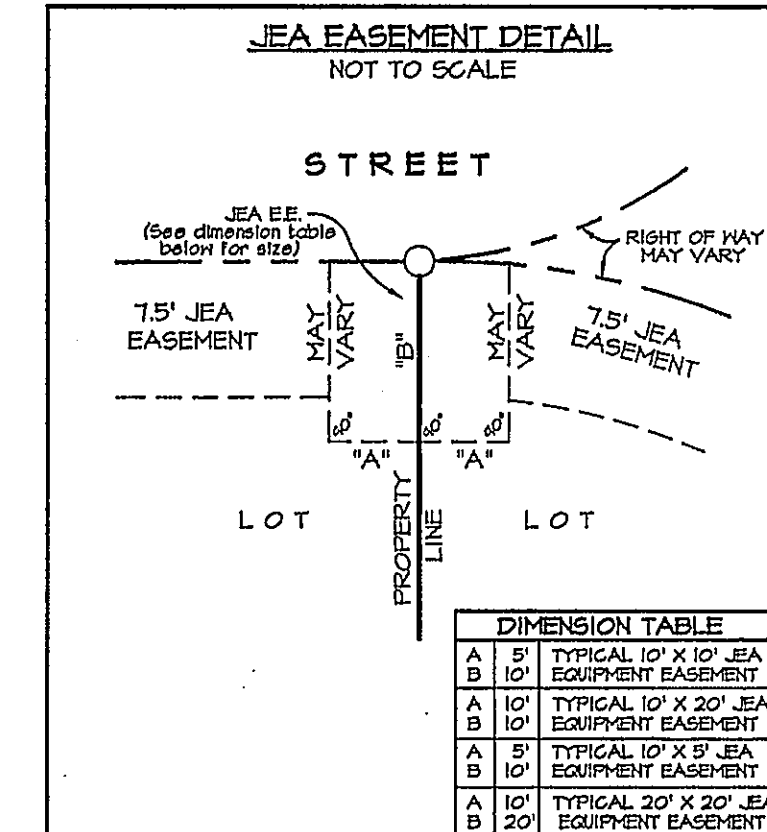 JEA EASEMENT DETAIL
NOT TO SCALE
STREET
JEA E.E.
(See dimension table
below for size)
RIGHT OF WAY
MAY VARY
7.5' JEA
EASEMENT
MAY
VARY
"B"
MAY
VARY
7.5' JEA
EASEMENT
90°
90°
90°
"A"
"A"
LOT
PROPERTY
LINE
LOT
DIMENSION TABLE
A 5' TYPICAL 10' X 10' JEA
B 10' EQUIPMENT EASEMENT
A 10' TYPICAL 10' X 20' JEA
B 10' EQUIPMENT EASEMENT
A 5' TYPICAL 10' X 5' JEA
B 10' EQUIPMENT EASEMENT
A 10' TYPICAL 20' X 20' JEA
B 20' EQUIPMENT EASEMENT